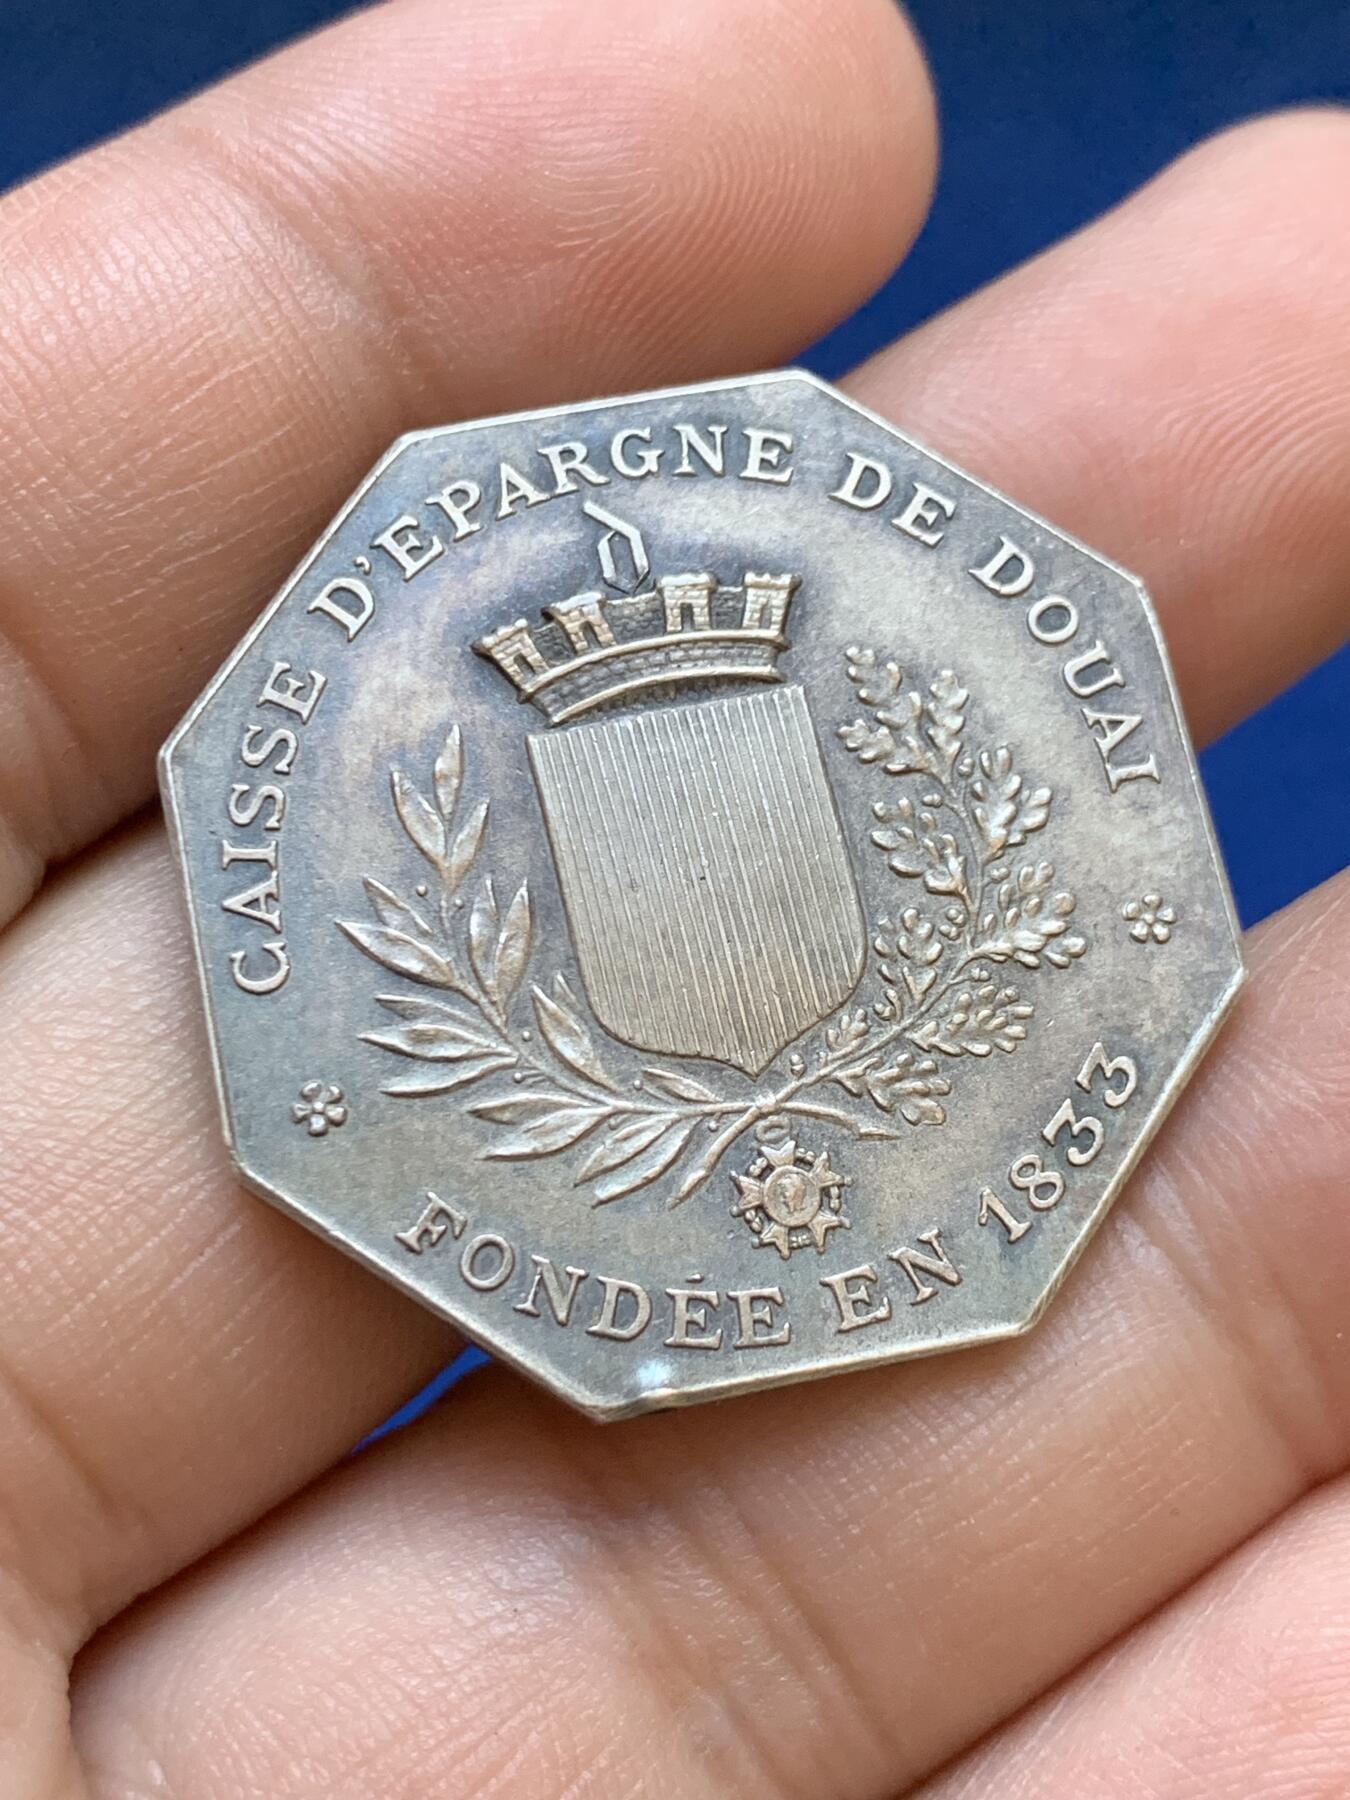 CAISSE D'EPARGNE DE DOUAI
D
FONDÉE EN 1833